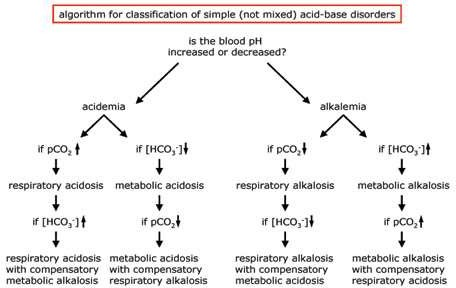 algorithm for classification of simple (not mixed) acid-base disorders
is the blood pH
increased or decreased?
acidemia
alkalemia
if pCO₂ ↑
if [HCO₃⁻]↓
if pCO₂↓
if [HCO₃⁻]↑
respiratory acidosis
metabolic acidosis
respiratory alkalosis
metabolic alkalosis
if [HCO₃⁻]↑
if pCO₂↓
if [HCO₃⁻]↓
if pCO₂↑
respiratory acidosis
with compensatory
metabolic alkalosis
metabolic acidosis
with compensatory
respiratory alkalosis
respiratory alkalosis
with compensatory
metabolic acidosis
metabolic alkalosis
with compensatory
respiratory acidosis